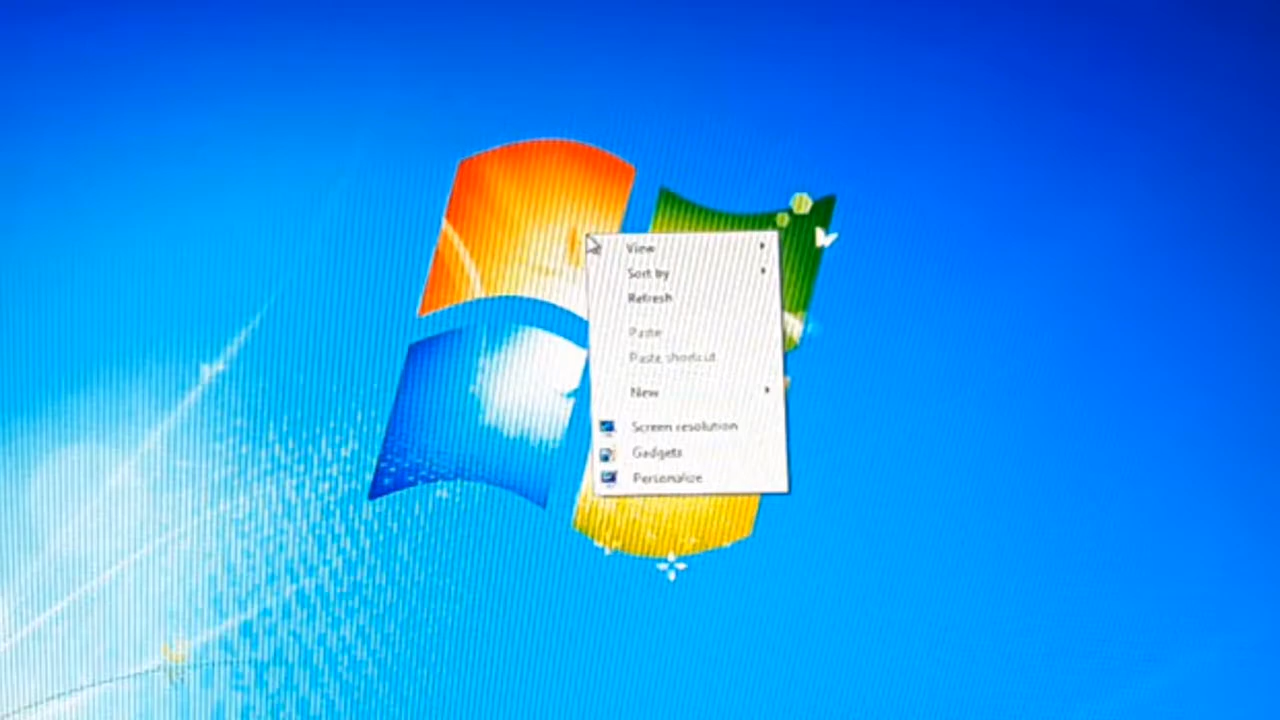 View
Sort by
Refresh
Paste
Paste shortcut
New
Screen resolution
Gadgets
Personalize